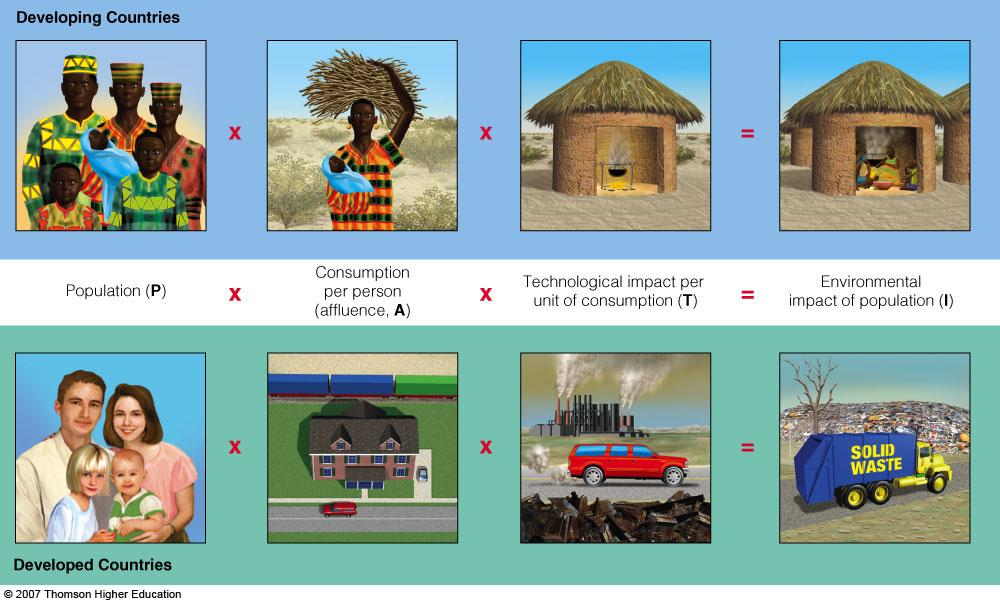 Developing Countries
x x =
Population (P) x Consumption
per person
(affluence, A) x Technological impact per
unit of consumption (T) = Environmental
impact of population (I)
x x =
SOLID
WASTE
Developed Countries
© 2007 Thomson Higher Education